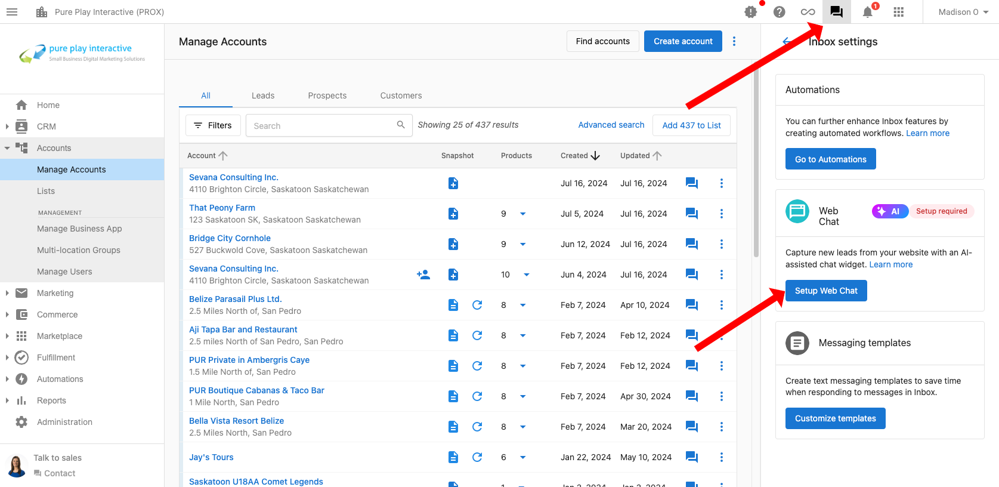 Pure Play Interactive (PROX)
1
Madison O
pure play interactive
Small Business Digital Marketing Solutions
Home
CRM
Accounts
Manage Accounts
Lists
MANAGEMENT
Manage Business App
Multi-location Groups
Manage Users
Marketing
Commerce
Marketplace
Fulfillment
Automations
Reports
Administration
Talk to sales
Contact
Manage Accounts
Find accounts
Create account
All Leads Prospects Customers
Filters
Search
Showing 25 of 437 results
Advanced search
Add 437 to List
Account Snapshot Products Created Updated
Sevana Consulting Inc.
4110 Brighton Circle, Saskatoon Saskatchewan
Jul 16, 2024 Jul 16, 2024
That Peony Farm
123 Saskatoon SK, Saskatoon Saskatchewan
9 Jul 5, 2024 Jul 16, 2024
Bridge City Cornhole
527 Buckwold Cove, Saskatoon Saskatchewan
9 Jun 12, 2024 Jul 16, 2024
Sevana Consulting Inc.
4110 Brighton Circle, Saskatoon Saskatchewan
10 Jun 4, 2024 Jul 16, 2024
Belize Parasail Plus Ltd.
2.5 Miles North of, San Pedro
8 Feb 7, 2024 Apr 10, 2024
Aji Tapa Bar and Restaurant
2.5 miles North of San Pedro, San Pedro
8 Feb 7, 2024 Feb 12, 2024
PUR Private in Ambergris Caye
1.5 Mile North of, San Pedro
8 Feb 7, 2024 Feb 12, 2024
PUR Boutique Cabanas & Taco Bar
1 Mile North, San Pedro
8 Feb 7, 2024 Apr 30, 2024
Bella Vista Resort Belize
2.5 Miles North, San Pedro
8 Feb 7, 2024 Mar 20, 2024
Jay's Tours
6 Jan 22, 2024 May 10, 2024
Saskatoon U18AA Comet Legends
Inbox settings
Automations
You can further enhance Inbox features by
creating automated workflows. Learn more
Go to Automations
Web
Chat
AI
Setup required
Capture new leads from your website with an AI-
assisted chat widget. Learn more
Setup Web Chat
Messaging templates
Create text messaging templates to save time
when responding to messages in Inbox.
Customize templates